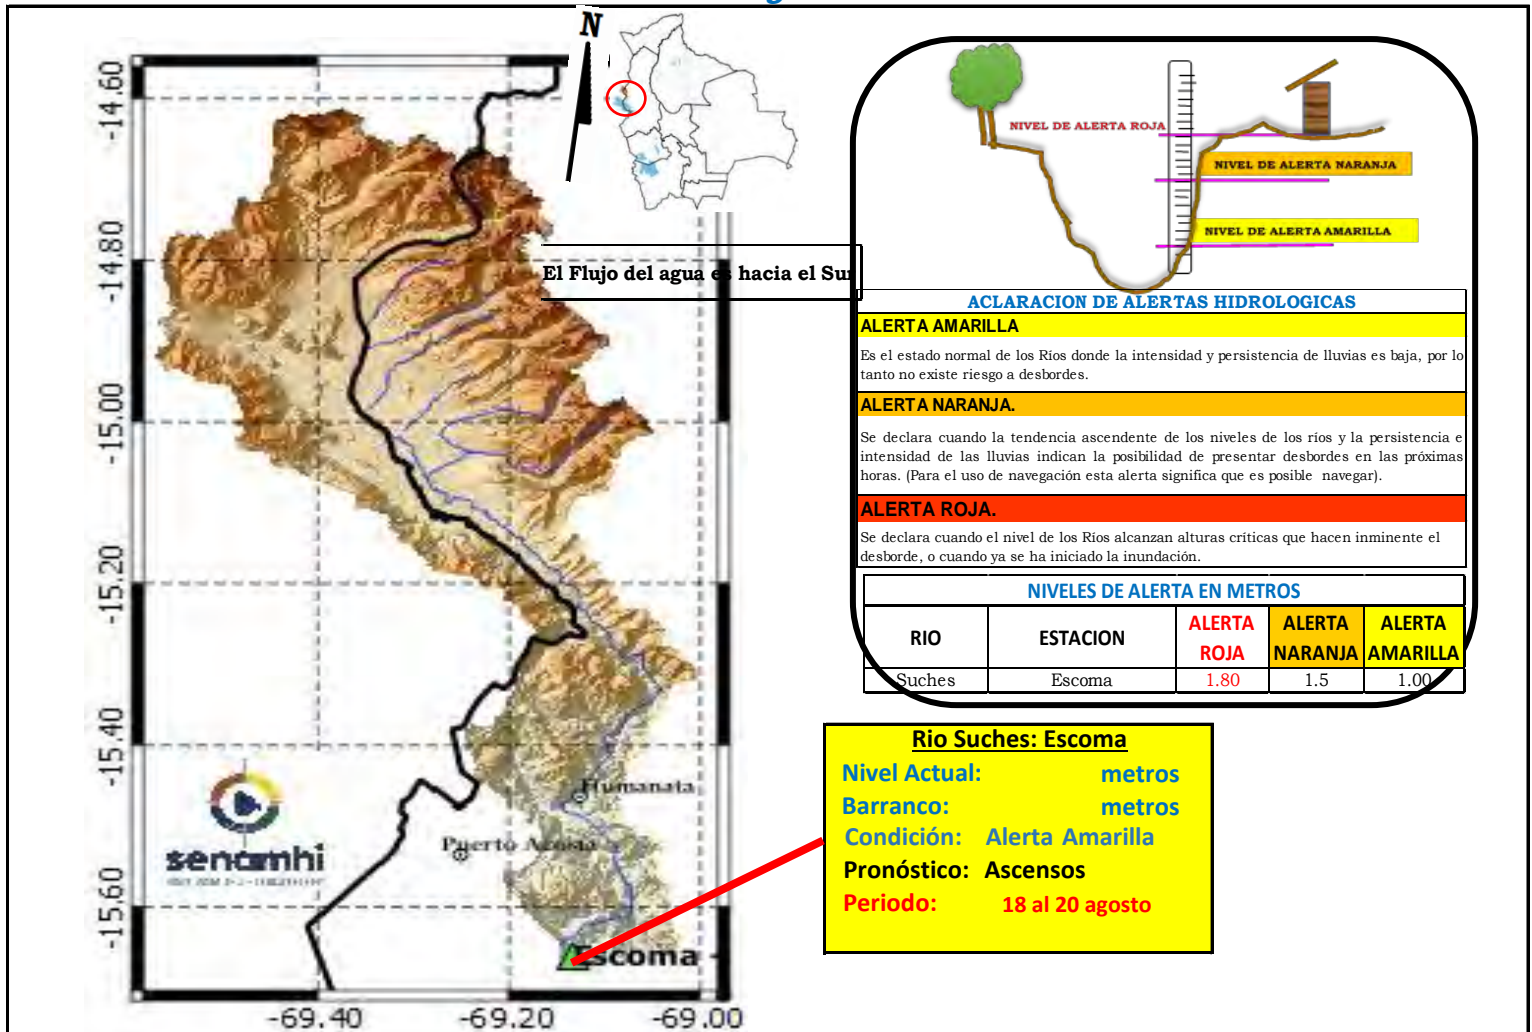 N
-14.60
-14.80
-15.00
-15.20
-15.40
-15.60
-69.40
-69.20
-69.00
El Flujo del agua es hacia el Sur
Humanata
Puerto Acosta
Escoma
senamhi
NIVEL DE ALERTA ROJA
NIVEL DE ALERTA NARANJA
NIVEL DE ALERTA AMARILLA
ACLARACION DE ALERTAS HIDROLOGICAS
ALERTA AMARILLA
Es el estado normal de los Ríos donde la intensidad y persistencia de lluvias es baja, por lo
tanto no existe riesgo a desbordes.
ALERTA NARANJA.
Se declara cuando la tendencia ascendente de los niveles de los ríos y la persistencia e
intensidad de las lluvias indican la posibilidad de presentar desbordes en las próximas
horas. (Para el uso de navegación esta alerta significa que es posible navegar).
ALERTA ROJA.
Se declara cuando el nivel de los Ríos alcanzan alturas críticas que hacen inminente el
desborde, o cuando ya se ha iniciado la inundación.
NIVELES DE ALERTA EN METROS
RIO ESTACION ALERTA ROJA ALERTA NARANJA ALERTA AMARILLA
Suches Escoma 1.80 1.5 1.00
Rio Suches: Escoma
Nivel Actual: metros
Barranco: metros
Condición: Alerta Amarilla
Pronóstico: Ascensos
Periodo: 18 al 20 agosto